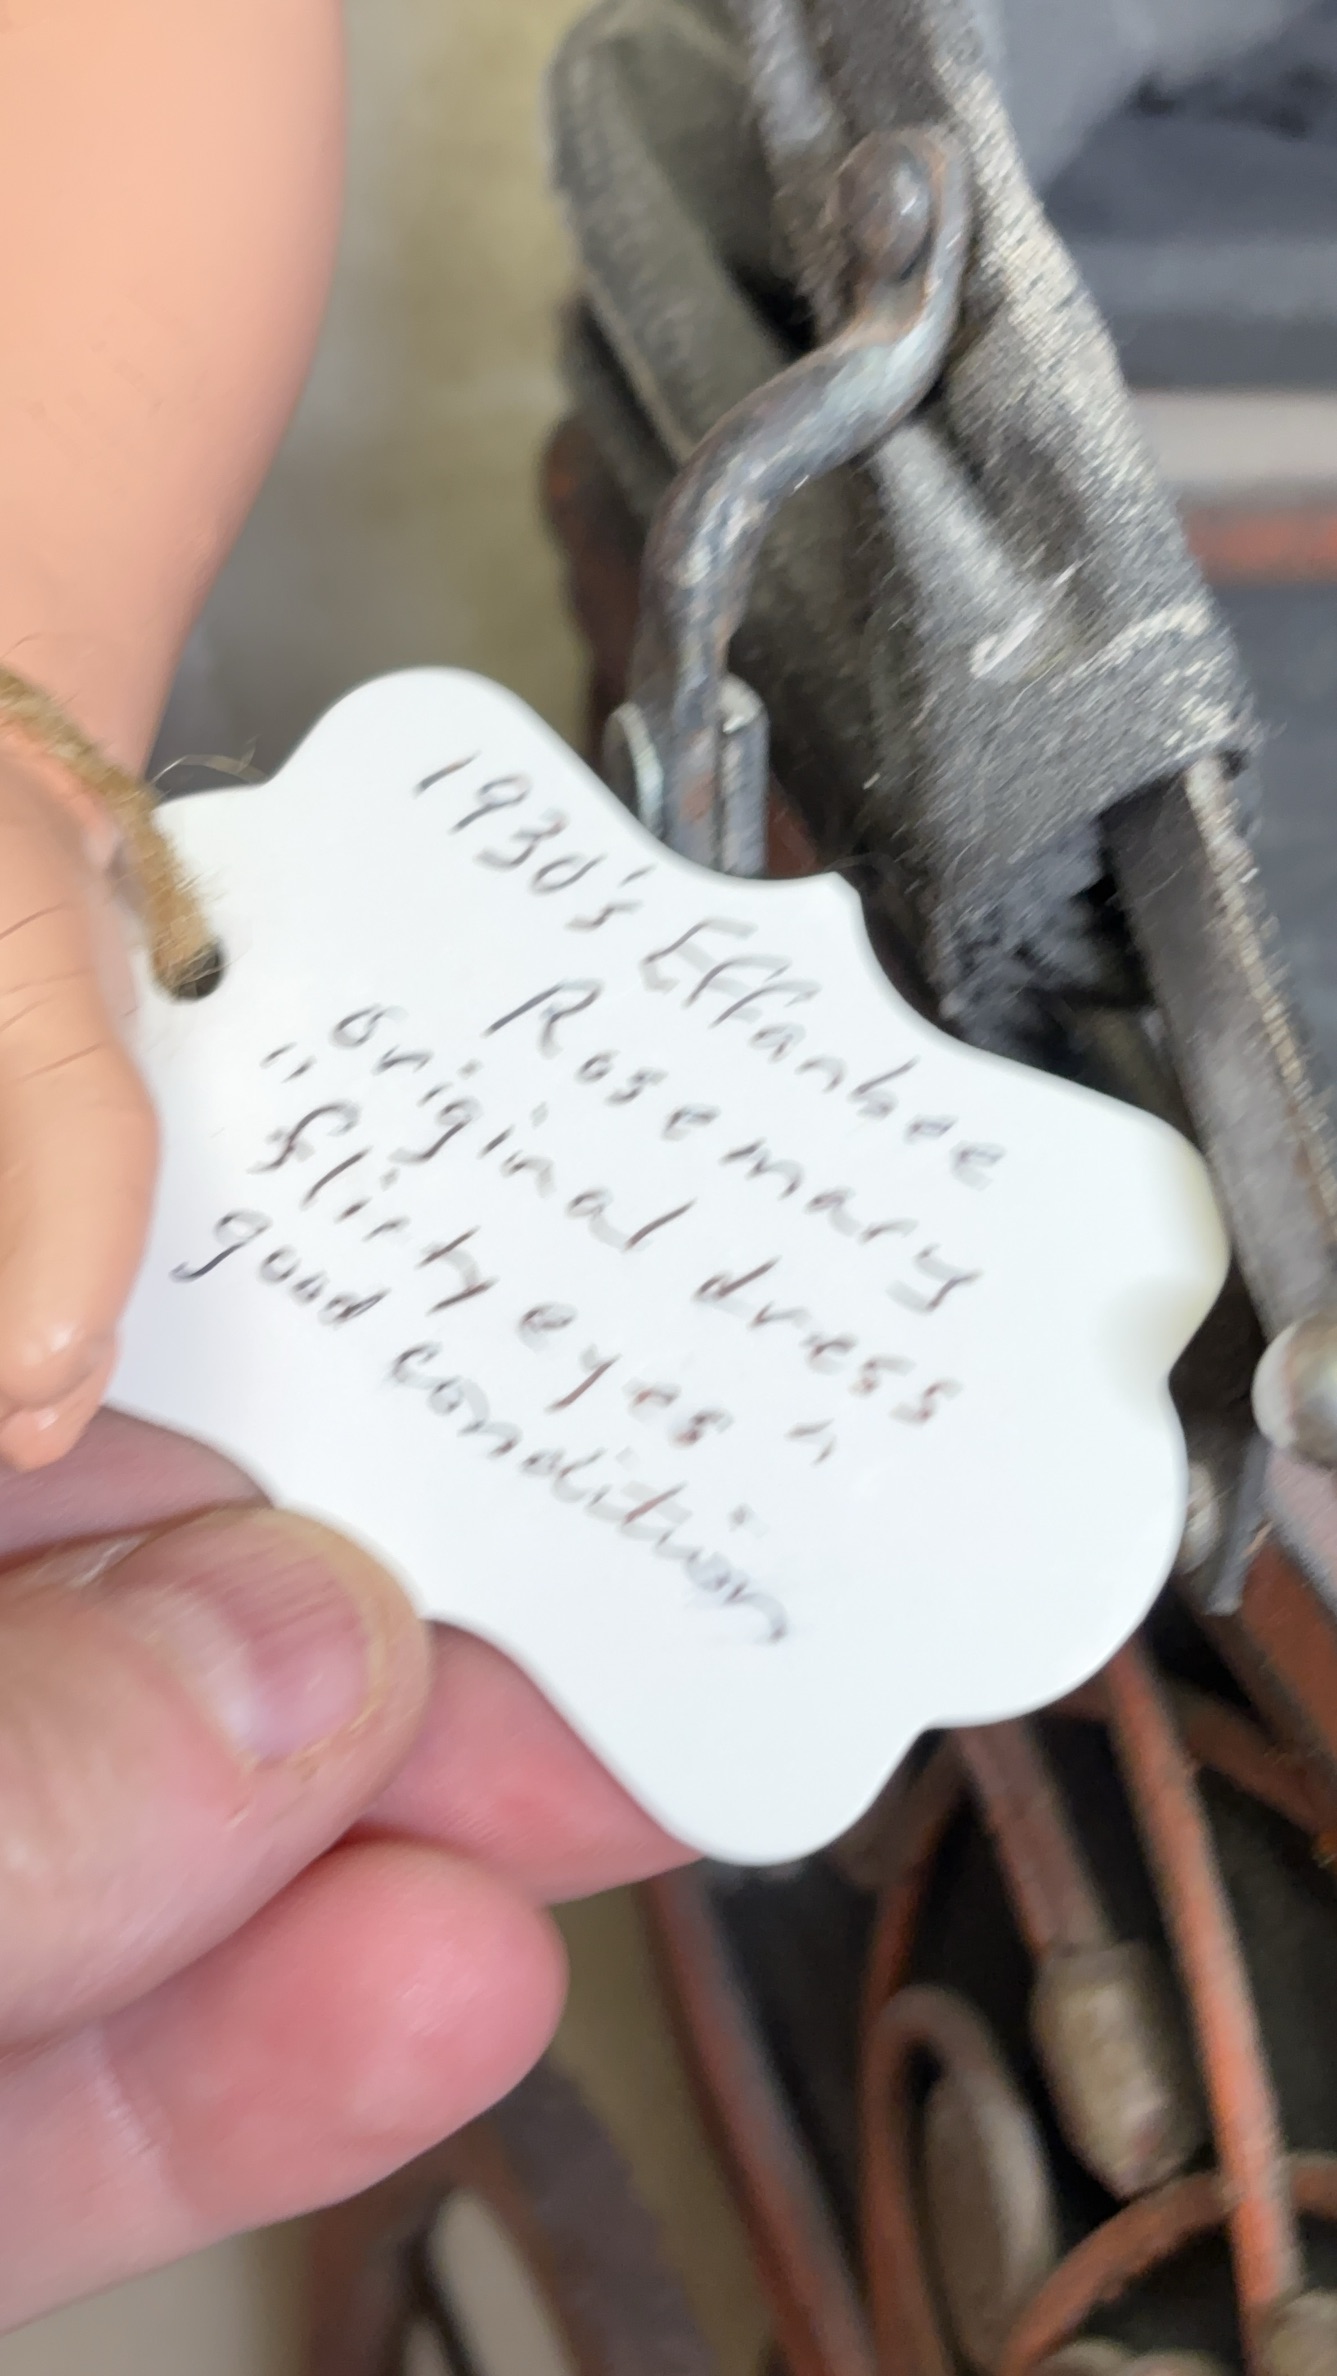 1930's Effanbee
Rosemary
original dress
"flirty eyes"
good condition